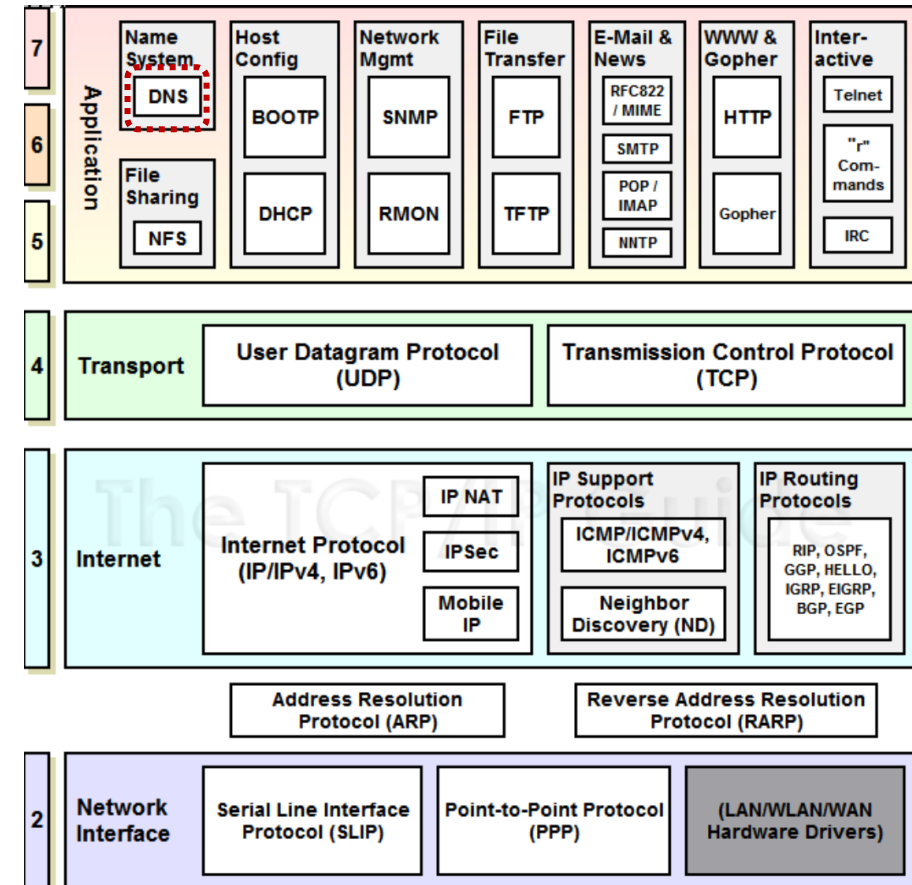 7
6
5
Application
Name
System
DNS
File
Sharing
NFS
Host
Config
BOOTP
DHCP
Network
Mgmt
SNMP
RMON
File
Transfer
FTP
TFTP
E-Mail &
News
RFC822
/ MIME
SMTP
POP /
IMAP
NNTP
WWW &
Gopher
HTTP
Gopher
Inter-
active
Telnet
"r"
Com-
mands
IRC
4
Transport
User Datagram Protocol
(UDP)
Transmission Control Protocol
(TCP)
The TCP/IP Guide
3
Internet
Internet Protocol
(IP/IPv4, IPv6)
IP NAT
IPSec
Mobile
IP
IP Support
Protocols
ICMP/ICMPv4,
ICMPv6
Neighbor
Discovery (ND)
IP Routing
Protocols
RIP, OSPF,
GGP, HELLO,
IGRP, EIGRP,
BGP, EGP
Address Resolution
Protocol (ARP)
Reverse Address Resolution
Protocol (RARP)
2
Network
Interface
Serial Line Interface
Protocol (SLIP)
Point-to-Point Protocol
(PPP)
(LAN/WLAN/WAN
Hardware Drivers)